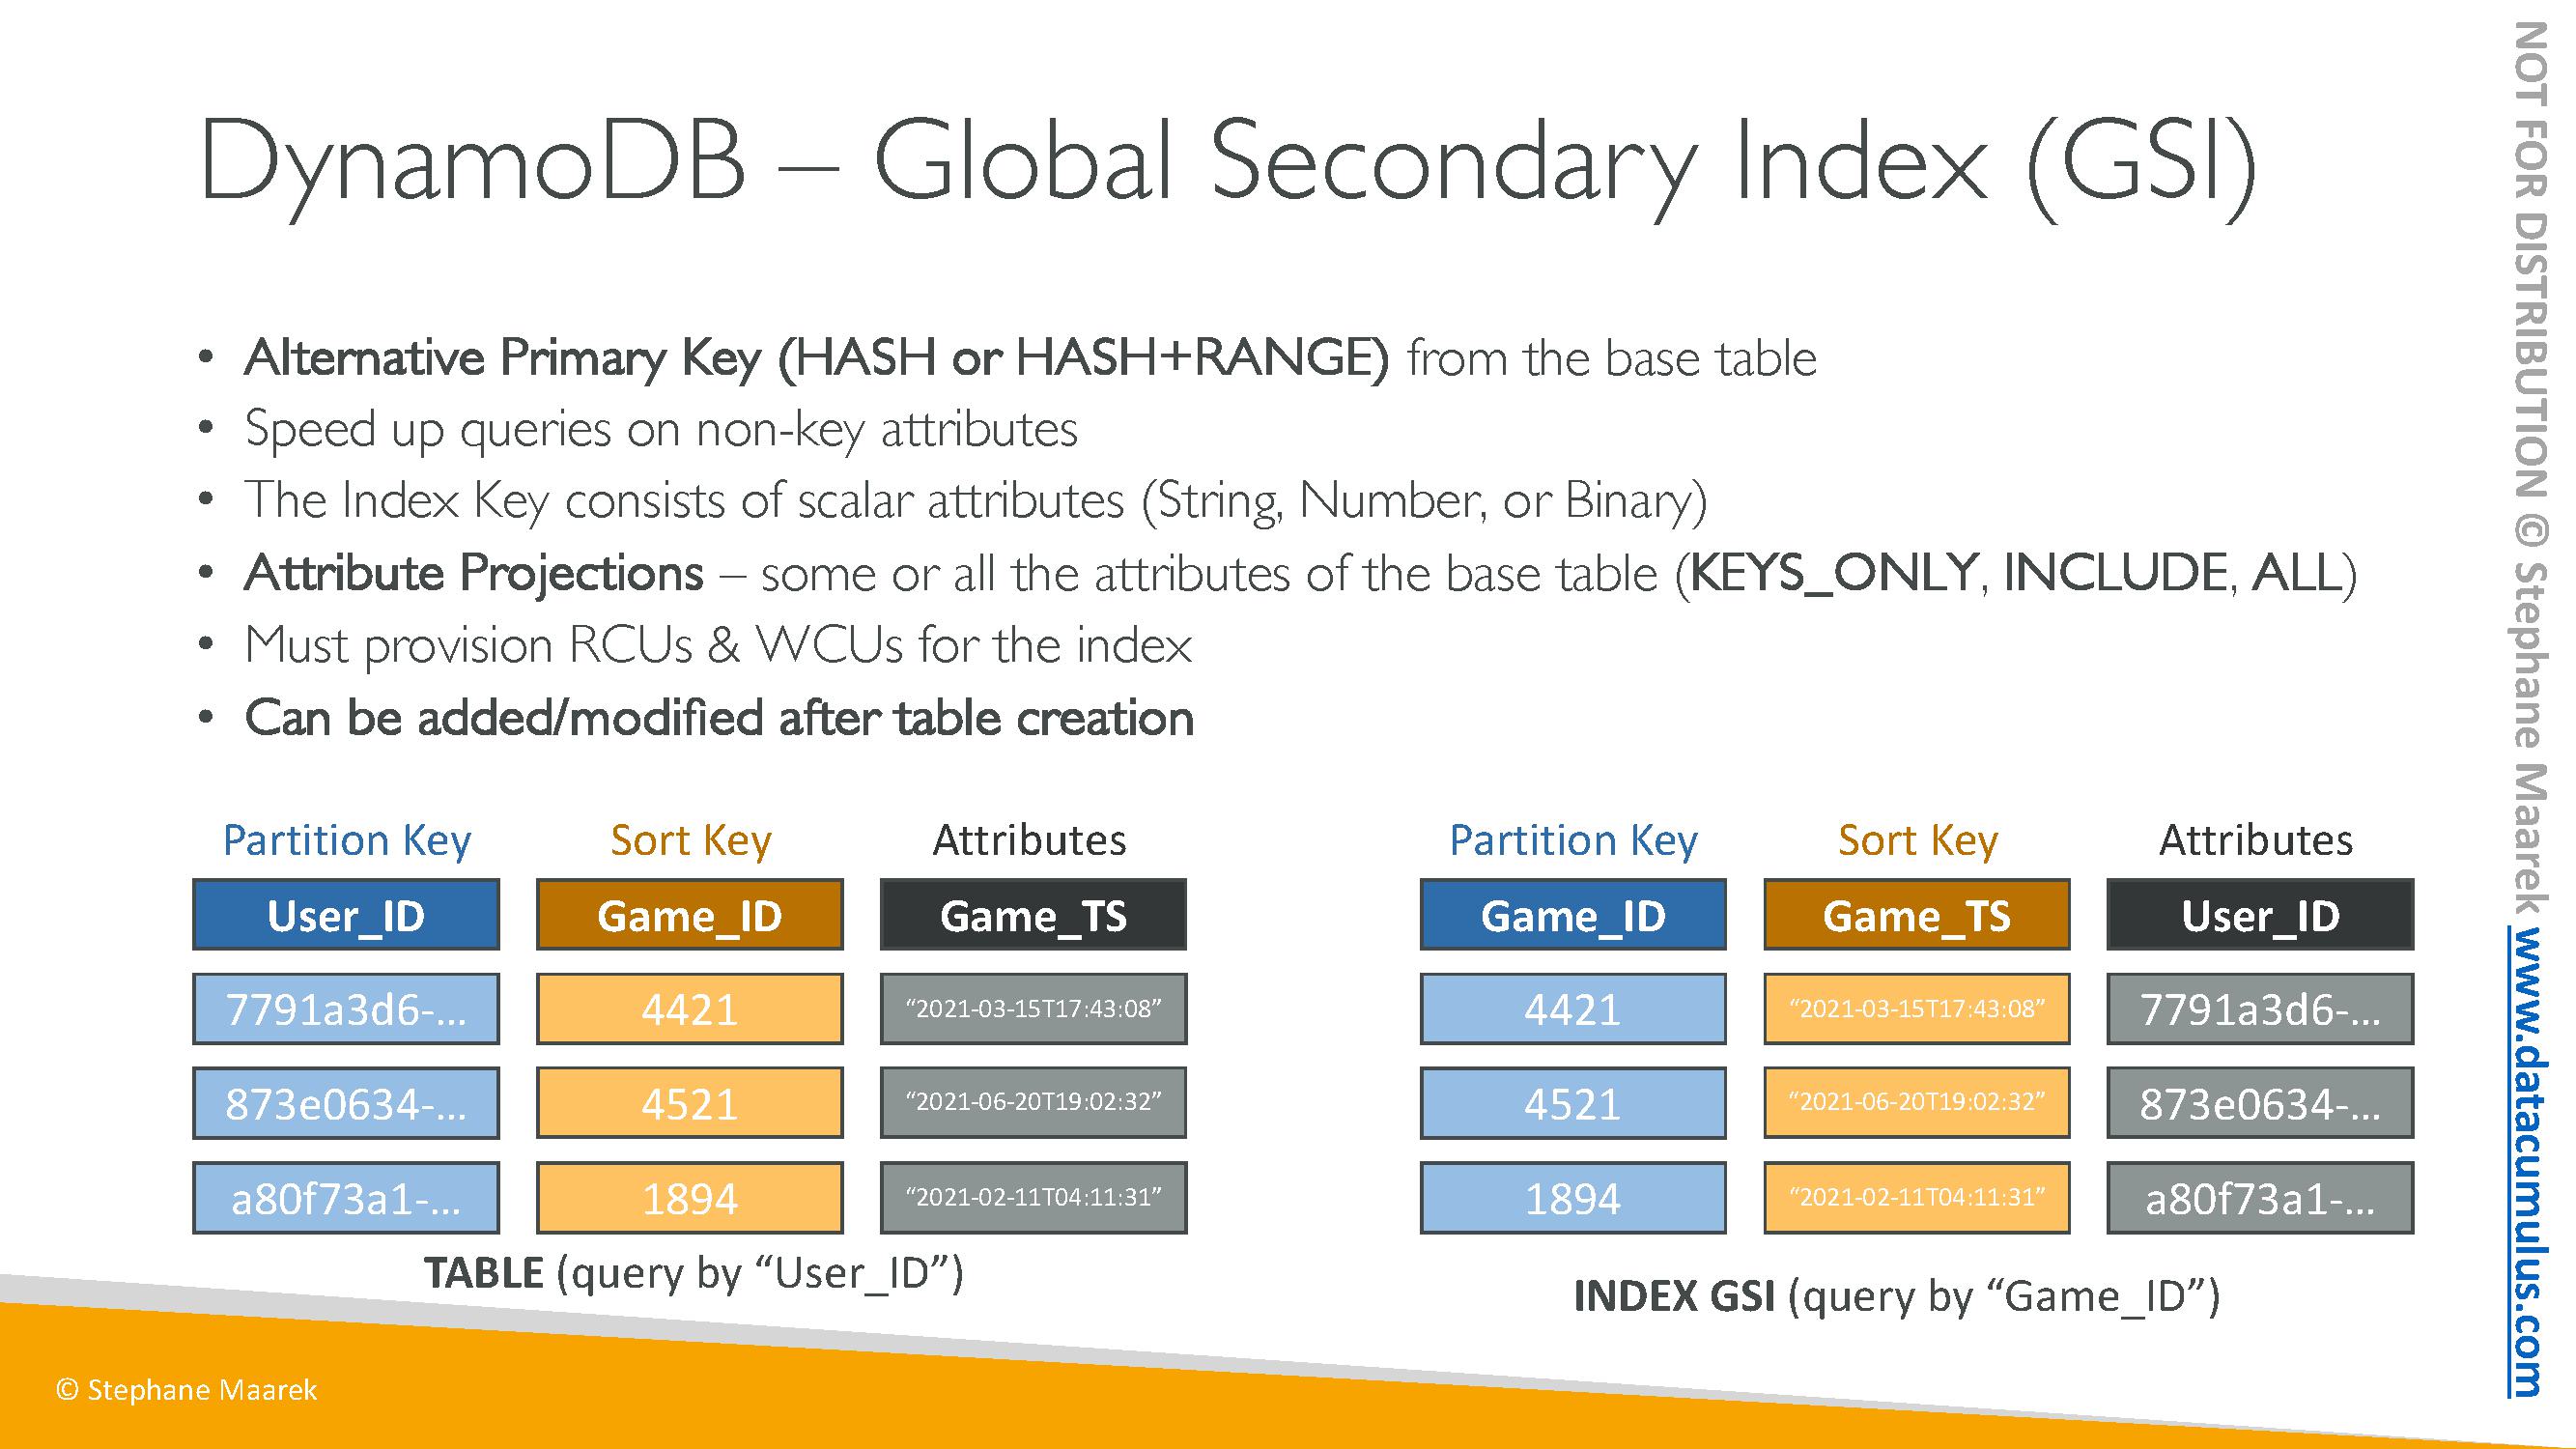 DynamoDB – Global Secondary Index (GSI)
• Alternative Primary Key (HASH or HASH+RANGE) from the base table
• Speed up queries on non-key attributes
• The Index Key consists of scalar attributes (String, Number, or Binary)
• Attribute Projections – some or all the attributes of the base table (KEYS_ONLY, INCLUDE, ALL)
• Must provision RCUs & WCUs for the index
• Can be added/modified after table creation
Partition Key Sort Key Attributes
User_ID Game_ID Game_TS
7791a3d6-… 4421 “2021-03-15T17:43:08”
873e0634-… 4521 “2021-06-20T19:02:32”
a80f73a1-… 1894 “2021-02-11T04:11:31”
TABLE (query by “User_ID”)
Partition Key Sort Key Attributes
Game_ID Game_TS User_ID
4421 “2021-03-15T17:43:08” 7791a3d6-…
4521 “2021-06-20T19:02:32” 873e0634-…
1894 “2021-02-11T04:11:31” a80f73a1-…
INDEX GSI (query by “Game_ID”)
© Stephane Maarek
NOT FOR DISTRIBUTION © Stephane Maarek www.datacumulus.com